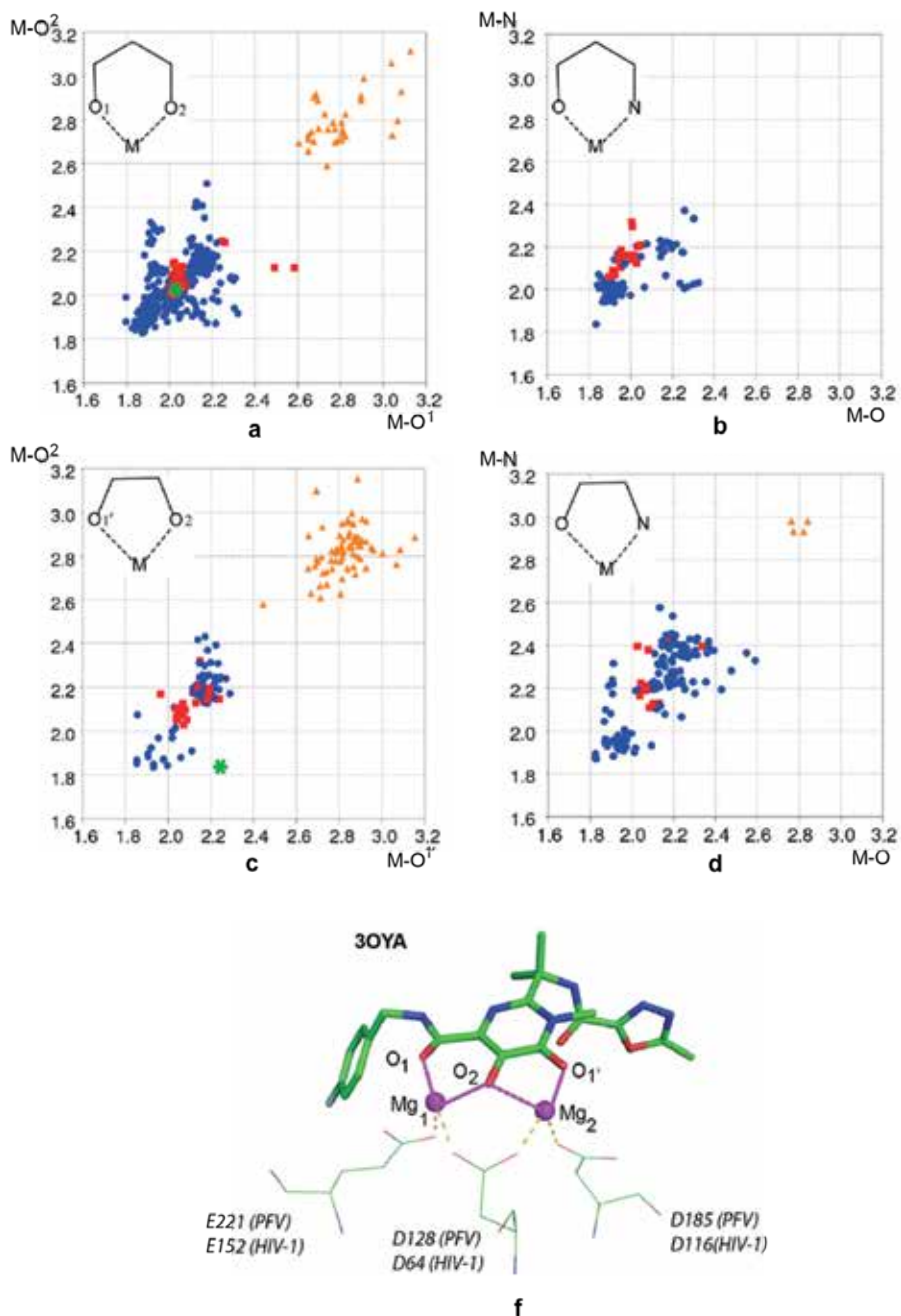 M-O²
3.2
3.0
2.8
2.6
2.4
2.2
2.0
1.8
1.6
O₁
O₂
M
1.6 1.8 2.0 2.2 2.4 2.6 2.8 3.0 3.2
M-O¹
a
M-N
3.2
3.0
2.8
2.6
2.4
2.2
2.0
1.8
1.6
O
N
M
1.6 1.8 2.0 2.2 2.4 2.6 2.8 3.0 3.2
M-O
b
M-O²
3.2
3.0
2.8
2.6
2.4
2.2
2.0
1.8
1.6
O₁'
O₂
M
1.6 1.8 2.0 2.2 2.4 2.6 2.8 3.0 3.2
M-O¹'
c
M-N
3.2
3.0
2.8
2.6
2.4
2.2
2.0
1.8
1.6
O
N
M
1.6 1.8 2.0 2.2 2.4 2.6 2.8 3.0 3.2
M-O
d
3OYA
O₁
O₂
O₁'
Mg₁
Mg₂
E221 (PFV)
E152 (HIV-1)
D128 (PFV)
D64 (HIV-1)
D185 (PFV)
D116(HIV-1)
f